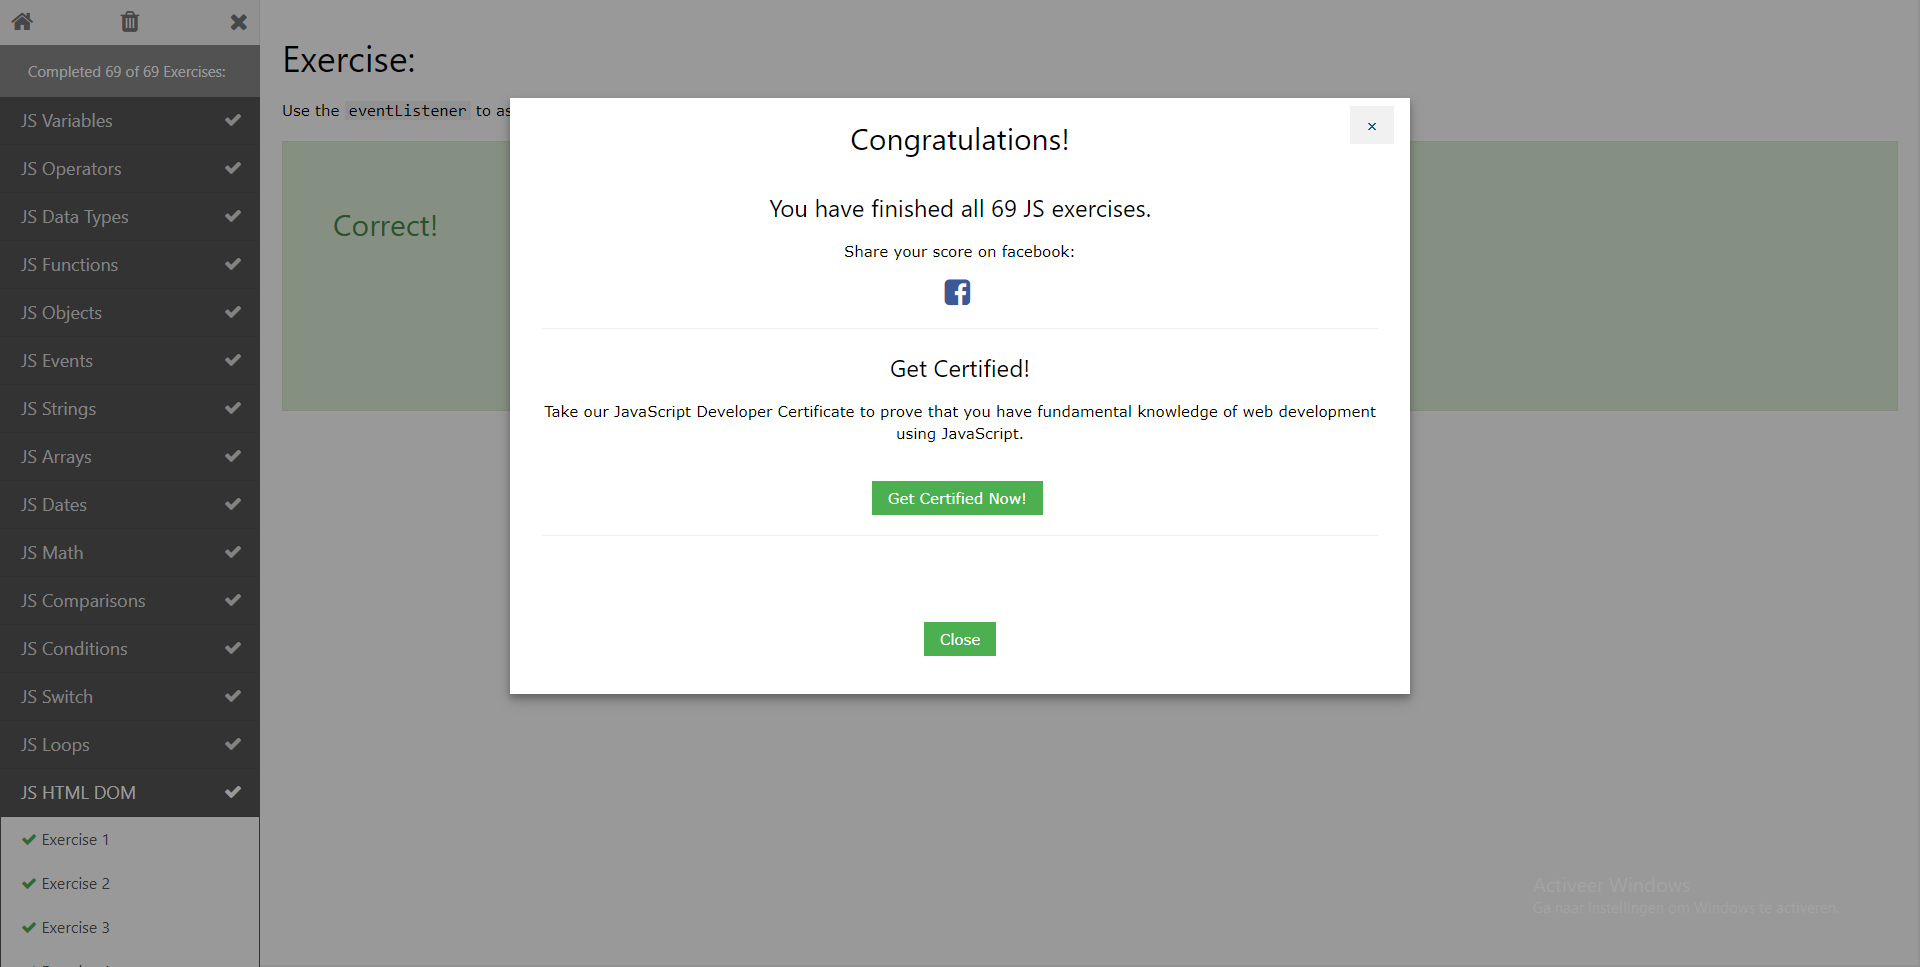 Completed 69 of 69 Exercises:
JS Variables
JS Operators
JS Data Types
JS Functions
JS Objects
JS Events
JS Strings
JS Arrays
JS Dates
JS Math
JS Comparisons
JS Conditions
JS Switch
JS Loops
JS HTML DOM
Exercise 1
Exercise 2
Exercise 3
Exercise:
Use the eventListener to as
Correct!
×
Congratulations!
You have finished all 69 JS exercises.
Share your score on facebook:
Get Certified!
Take our JavaScript Developer Certificate to prove that you have fundamental knowledge of web development
using JavaScript.
Get Certified Now!
Close
Activeer Windows
Ga naar Instellingen om Windows te activeren.